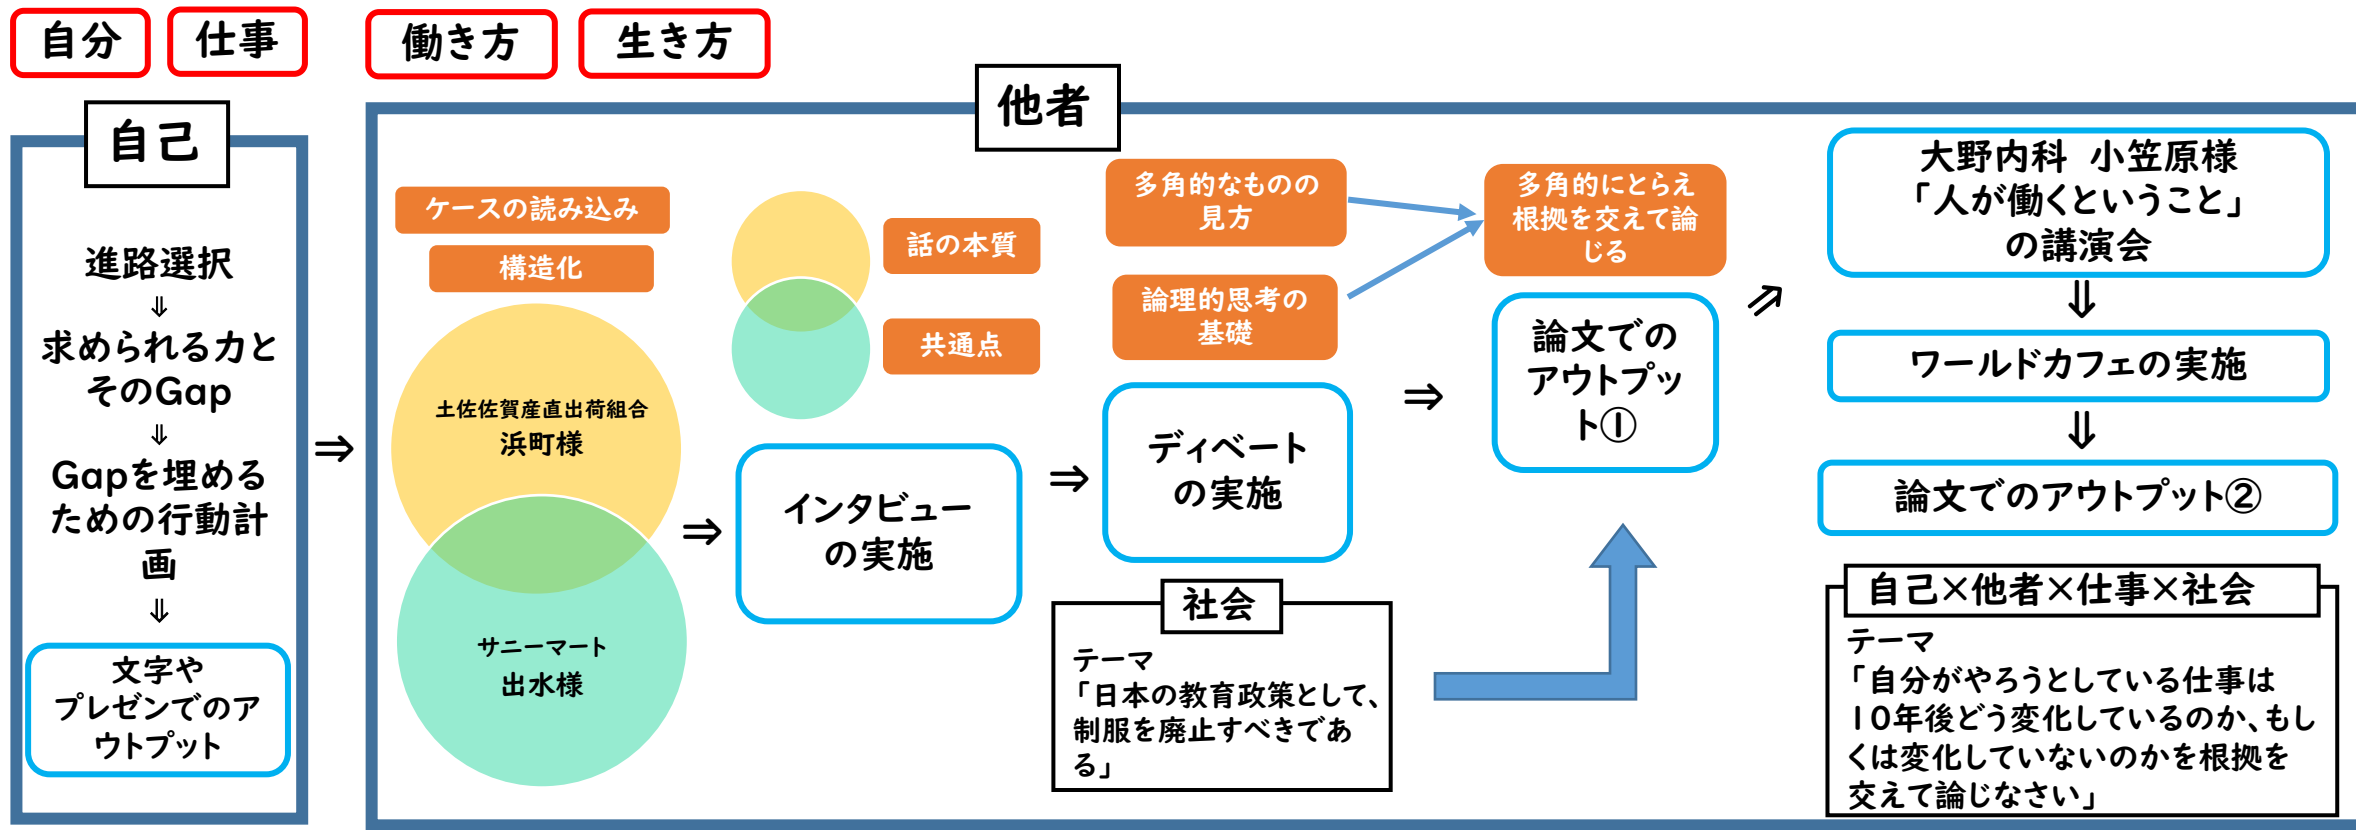 自分
仕事
働き方
生き方
自己
進路選択
⇓
求められる力と
そのGap
⇓
Gapを埋める
ための行動計
画
⇓
文字や
プレゼンでのア
ウトプット
⇒
他者
ケースの読み込み
構造化
土佐佐賀産直出荷組合
浜町様
サニーマート
出水様
⇒
話の本質
共通点
インタビュー
の実施
⇒
多角的なものの
見方
論理的思考の
基礎
ディベート
の実施
社会
テーマ
「日本の教育政策として、
制服を廃止すべきであ
る」
⇒
多角的にとらえ
根拠を交えて論
じる
論文での
アウトプッ
ト①
⇒
大野内科 小笠原様
「人が働くということ」
の講演会
⇓
ワールドカフェの実施
⇓
論文でのアウトプット②
自己×他者×仕事×社会
テーマ
「自分がやろうとしている仕事は
10年後どう変化しているのか、もし
くは変化していないのかを根拠を
交えて論じなさい」